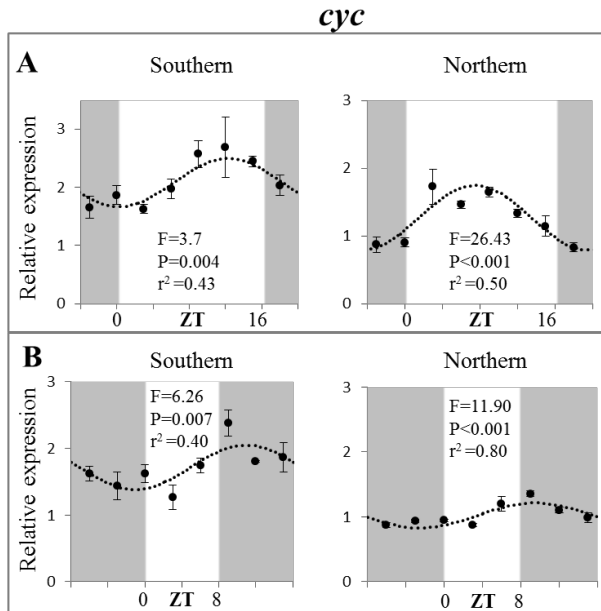 cyc
A
Southern
Northern
Relative expression
3
2
1
0
F=3.7
P=0.004
r²=0.43
0 ZT 16
3
2
1
0
F=26.43
P<0.001
r²=0.50
0 ZT 16
B
Southern
Northern
Relative expression
3
2
1
0
F=6.26
P=0.007
r²=0.40
0 ZT 8
3
2
1
0
F=11.90
P<0.001
r²=0.80
0 ZT 8